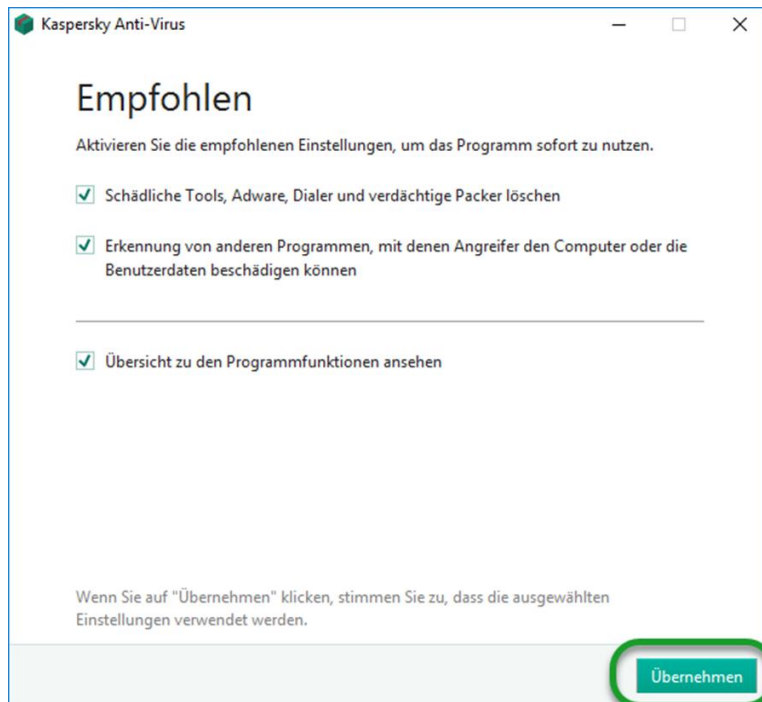 Kaspersky Anti-Virus
Empfohlen
Aktivieren Sie die empfohlenen Einstellungen, um das Programm sofort zu nutzen.
Schädliche Tools, Adware, Dialer und verdächtige Packer löschen
Erkennung von anderen Programmen, mit denen Angreifer den Computer oder die
Benutzerdaten beschädigen können
Übersicht zu den Programmfunktionen ansehen
Wenn Sie auf "Übernehmen" klicken, stimmen Sie zu, dass die ausgewählten
Einstellungen verwendet werden.
Übernehmen